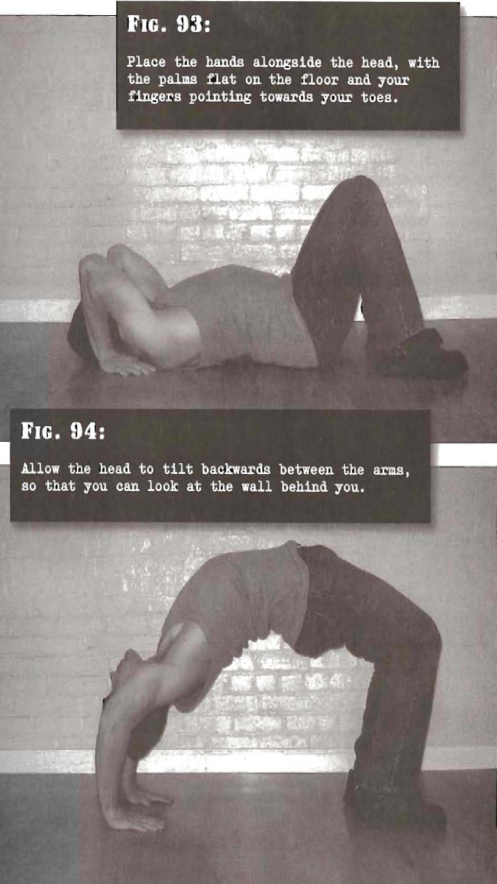 FIG. 93:
Place the hands alongside the head, with
the palms flat on the floor and your
fingers pointing towards your toes.
FIG. 94:
Allow the head to tilt backwards between the arms,
so that you can look at the wall behind you.